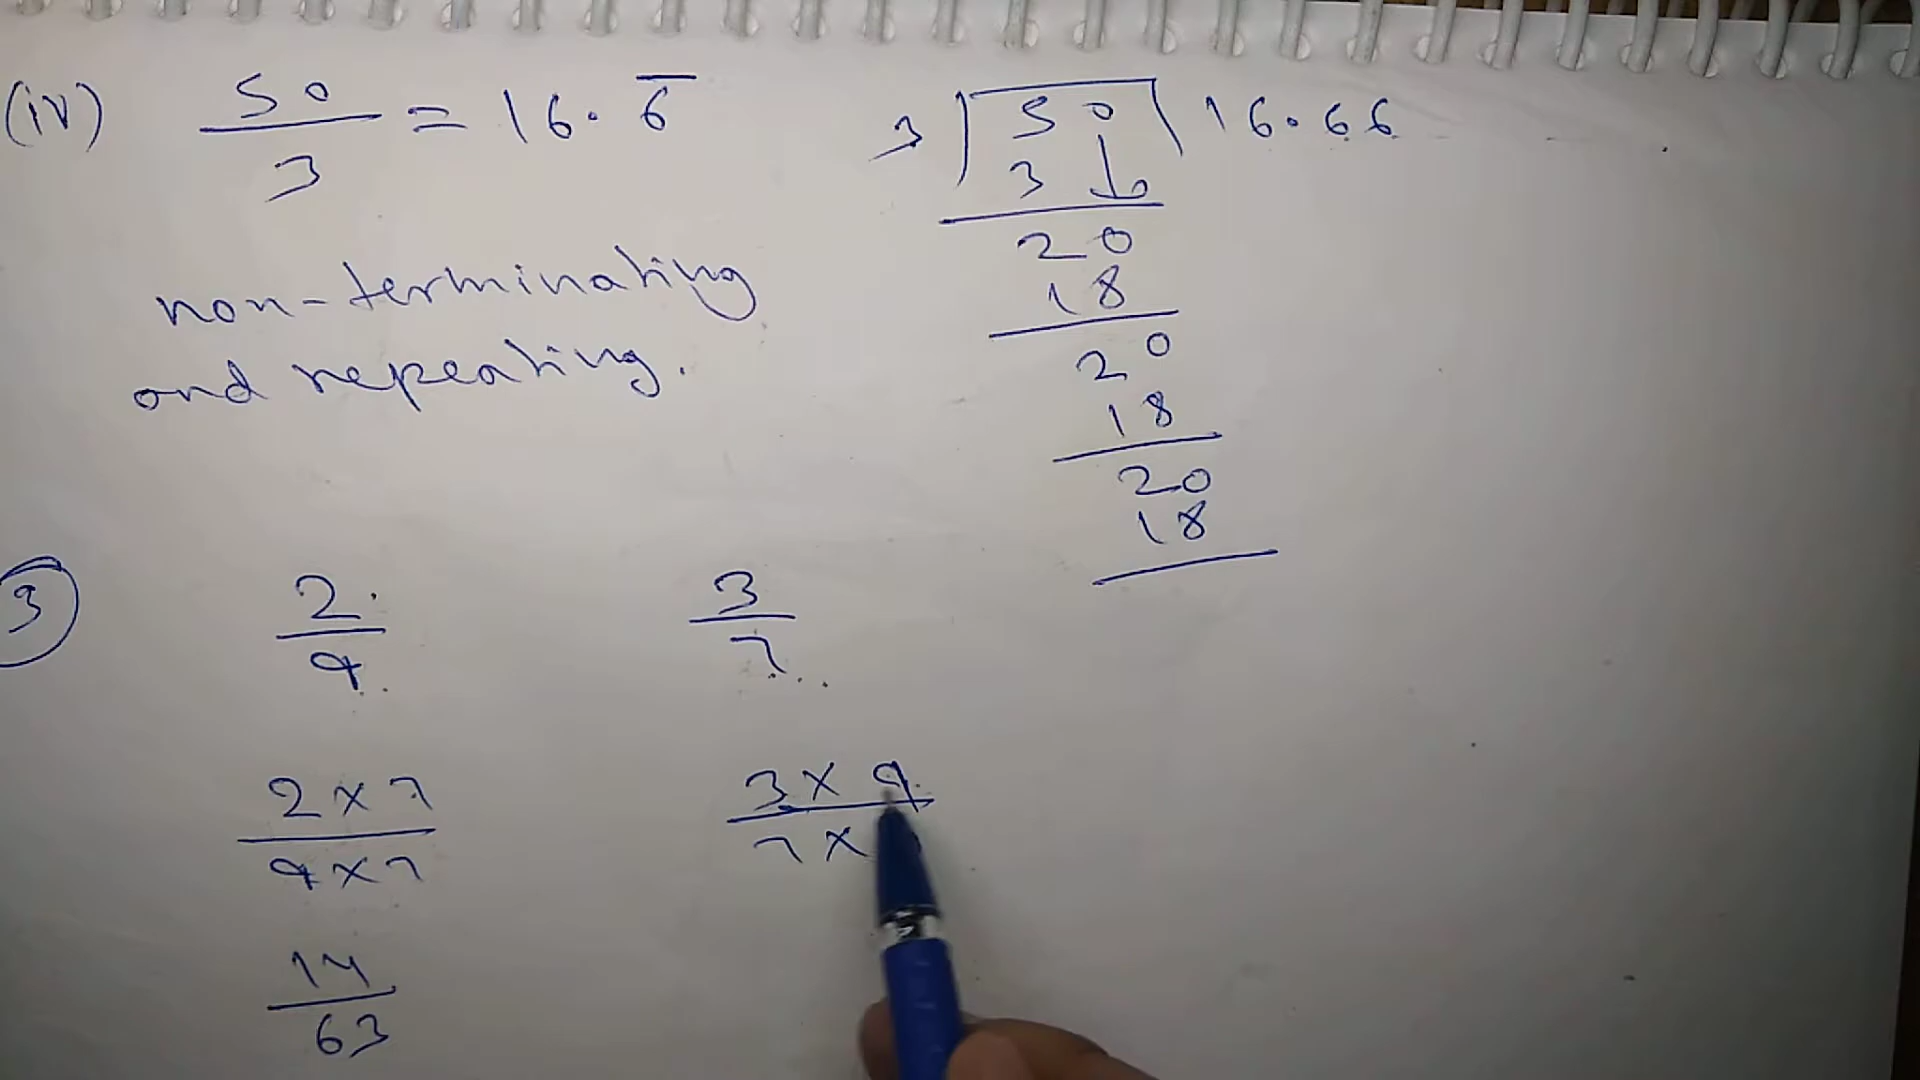 (iv) 50/3 = 16.6̅
non-terminating
and repeating.
3 ) 50 ( 16.66
3 0
20
18
20
18
20
18
3
2/9 3/7
2×7/9×7 3×9/7×
14/63